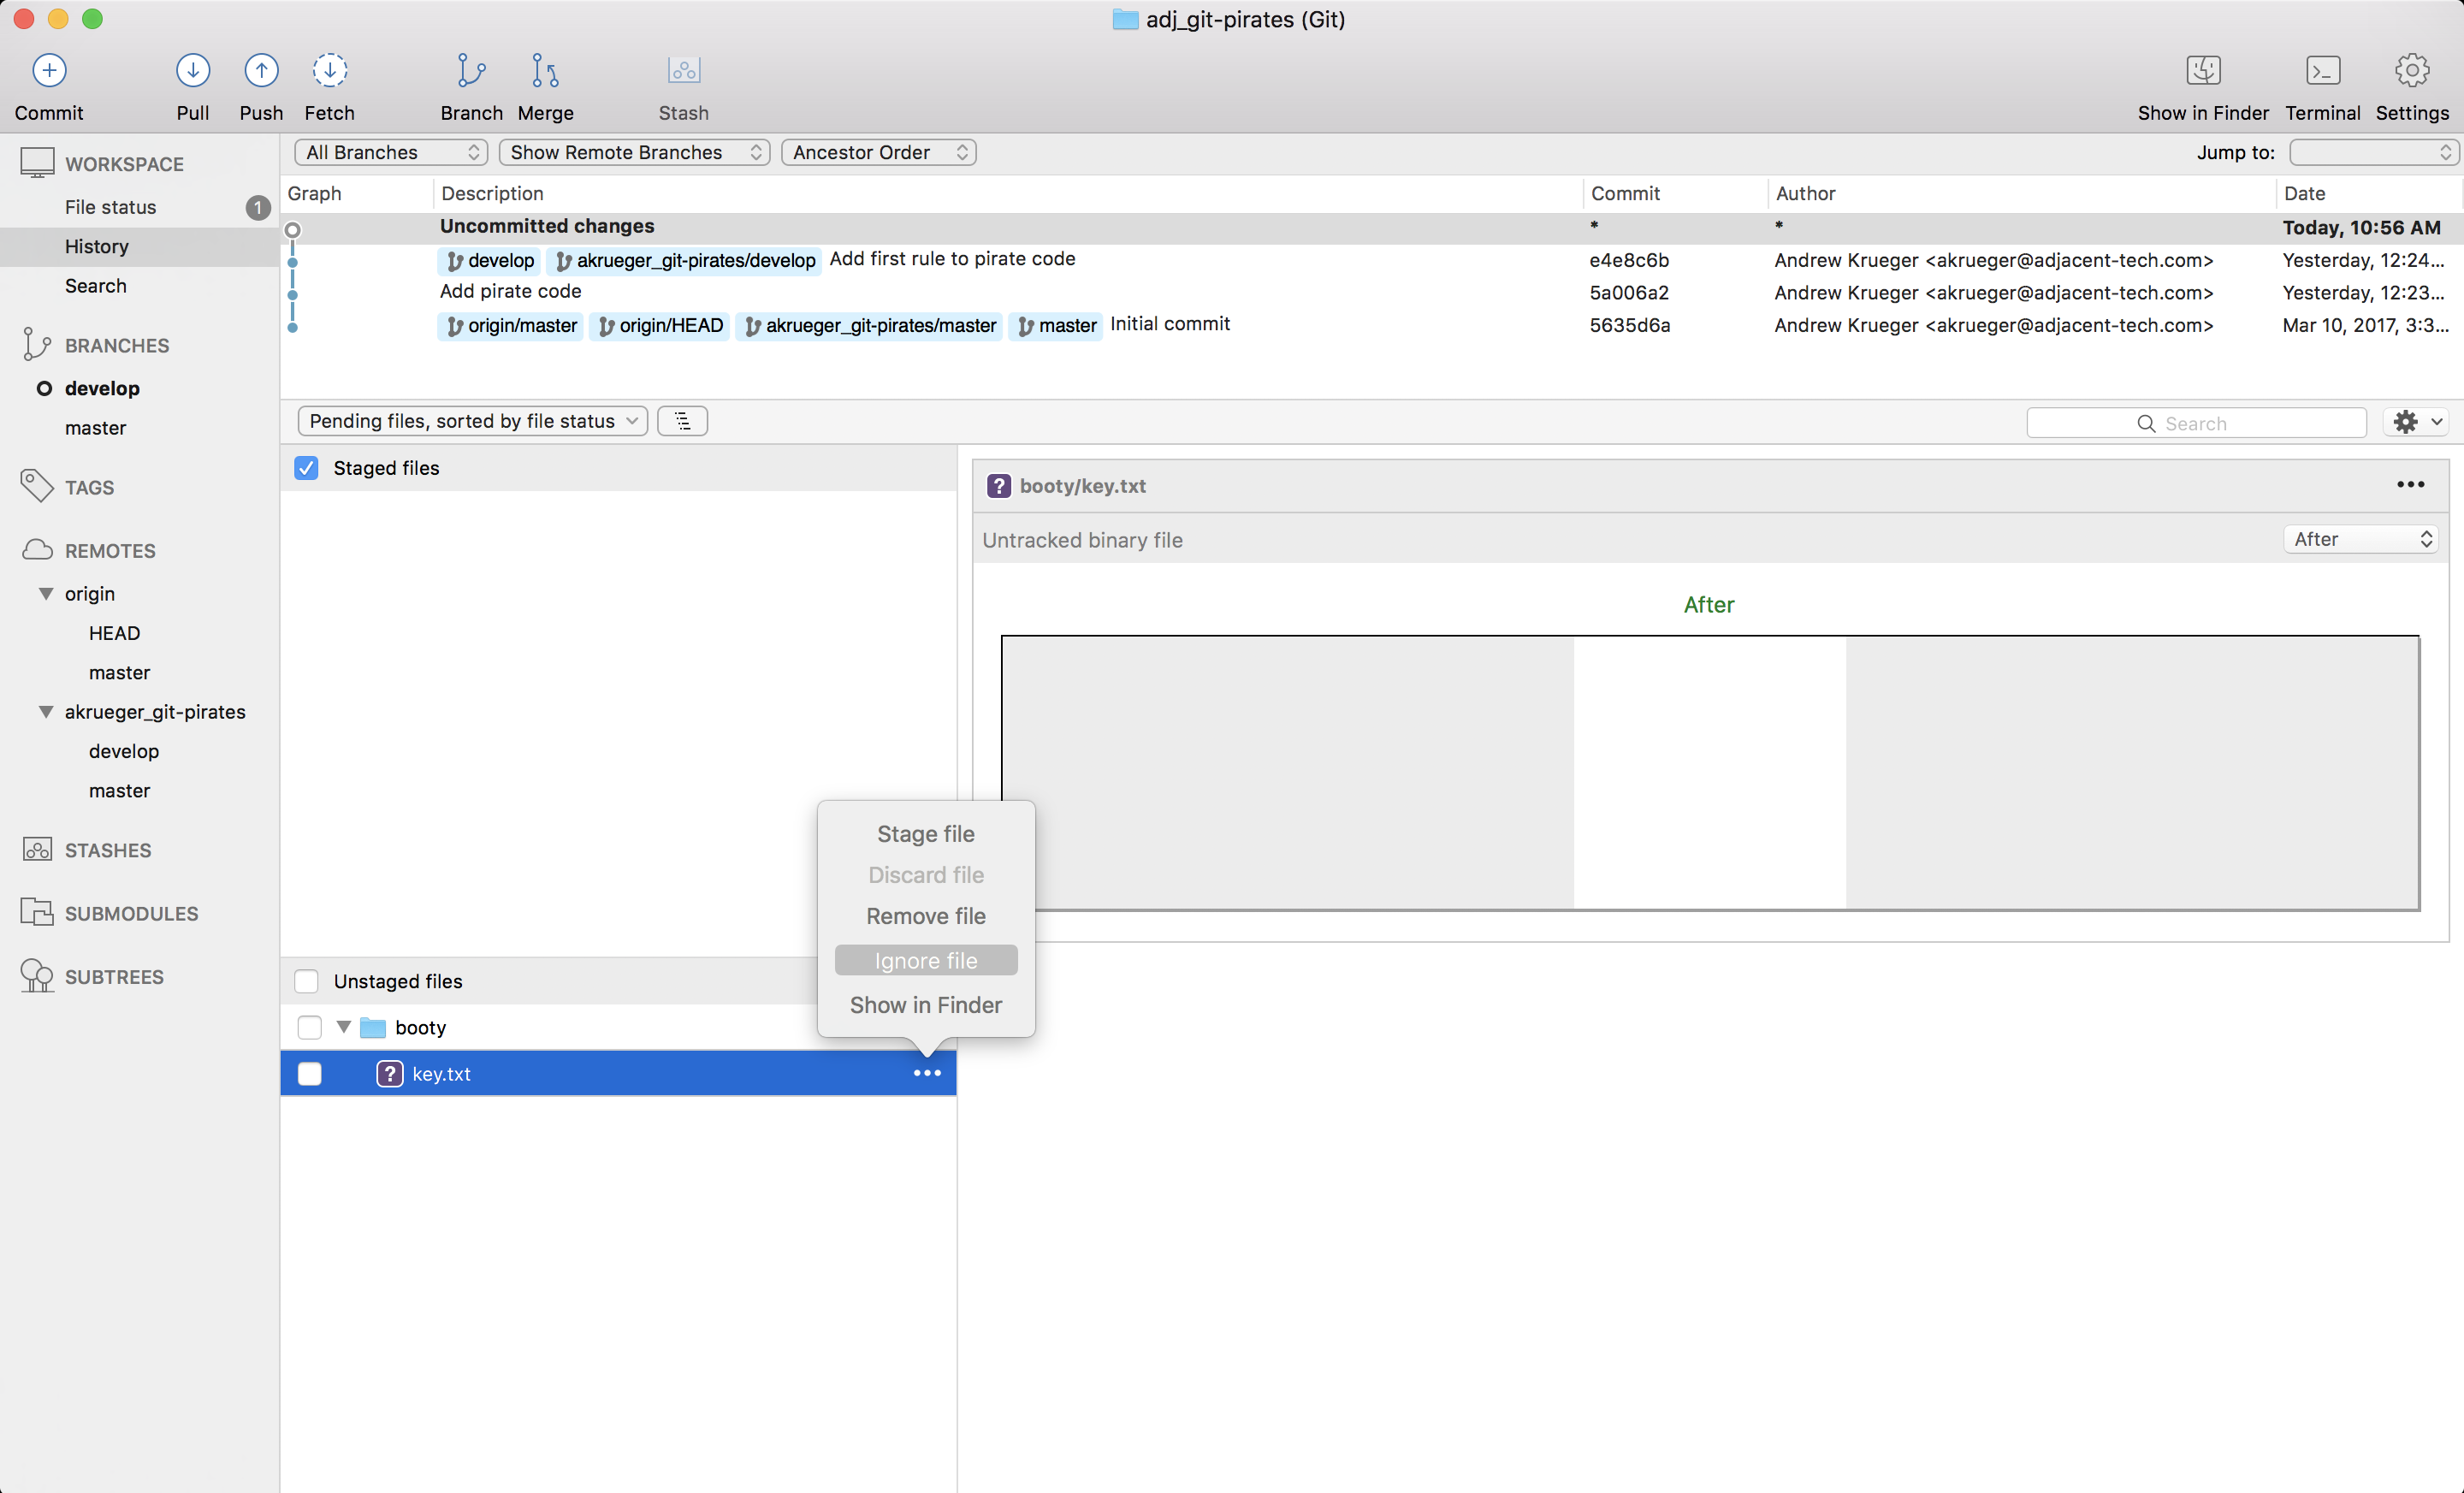 adj_git-pirates (Git)
Commit Pull Push Fetch Branch Merge Stash Show in Finder Terminal Settings
WORKSPACE
File status 1
History
Search
BRANCHES
develop
master
TAGS
REMOTES
origin
HEAD
master
akrueger_git-pirates
develop
master
STASHES
SUBMODULES
SUBTREES
All Branches Show Remote Branches Ancestor Order Jump to:
Graph Description Commit Author Date
Uncommitted changes * * Today, 10:56 AM
develop akrueger_git-pirates/develop Add first rule to pirate code e4e8c6b Andrew Krueger <akrueger@adjacent-tech.com> Yesterday, 12:24...
Add pirate code 5a006a2 Andrew Krueger <akrueger@adjacent-tech.com> Yesterday, 12:23...
origin/master origin/HEAD akrueger_git-pirates/master master Initial commit 5635d6a Andrew Krueger <akrueger@adjacent-tech.com> Mar 10, 2017, 3:3...
Pending files, sorted by file status Search
Staged files
Unstaged files
booty
? key.txt
Stage file
Discard file
Remove file
Ignore file
Show in Finder
? booty/key.txt
Untracked binary file After
After